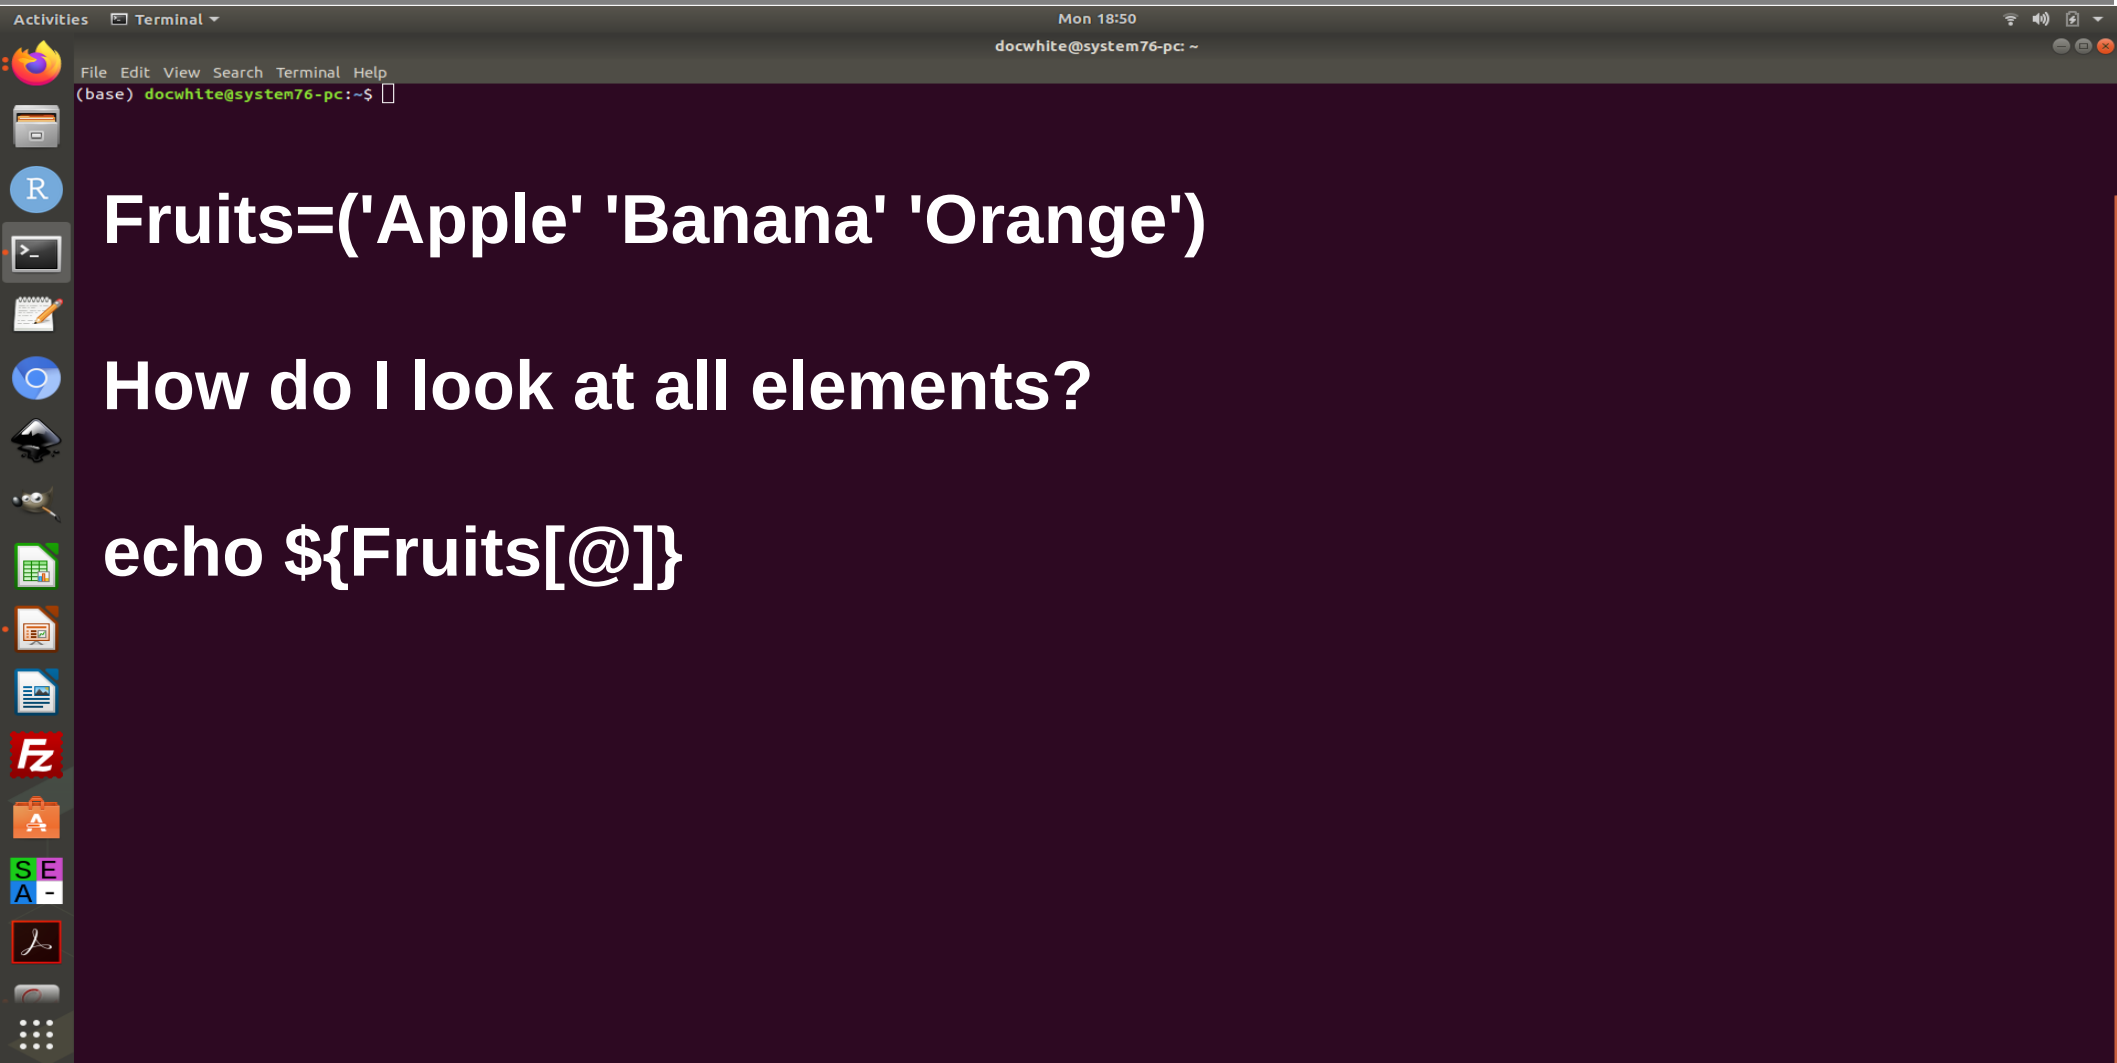 Activities Terminal Mon 18:50
docwhite@system76-pc: ~
File Edit View Search Terminal Help
(base) docwhite@system76-pc:~$
Fruits=('Apple' 'Banana' 'Orange')
How do I look at all elements?
echo ${Fruits[@]}
R
>_
Fz
A
S E
A -